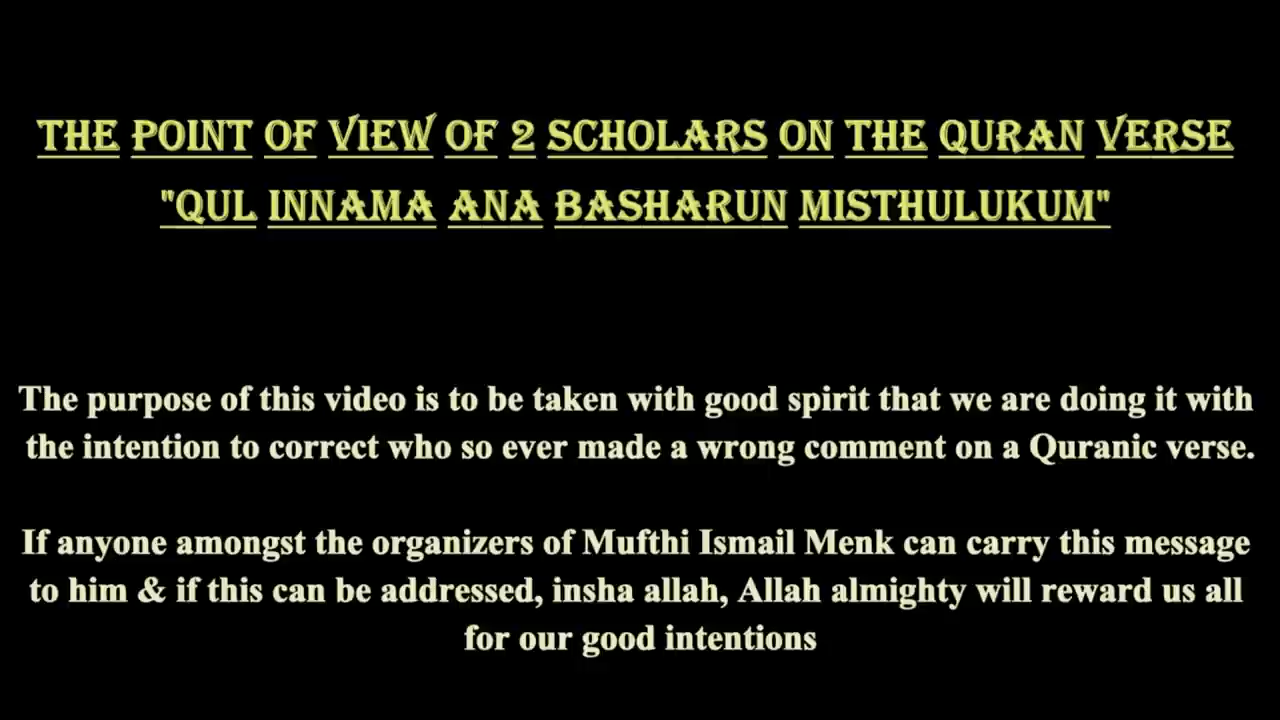 THE POINT OF VIEW OF 2 SCHOLARS ON THE QURAN VERSE
"QUL INNAMA ANA BASHARUN MISTHULUKUM"
The purpose of this video is to be taken with good spirit that we are doing it with
the intention to correct who so ever made a wrong comment on a Quranic verse.
If anyone amongst the organizers of Mufthi Ismail Menk can carry this message
to him & if this can be addressed, insha allah, Allah almighty will reward us all
for our good intentions